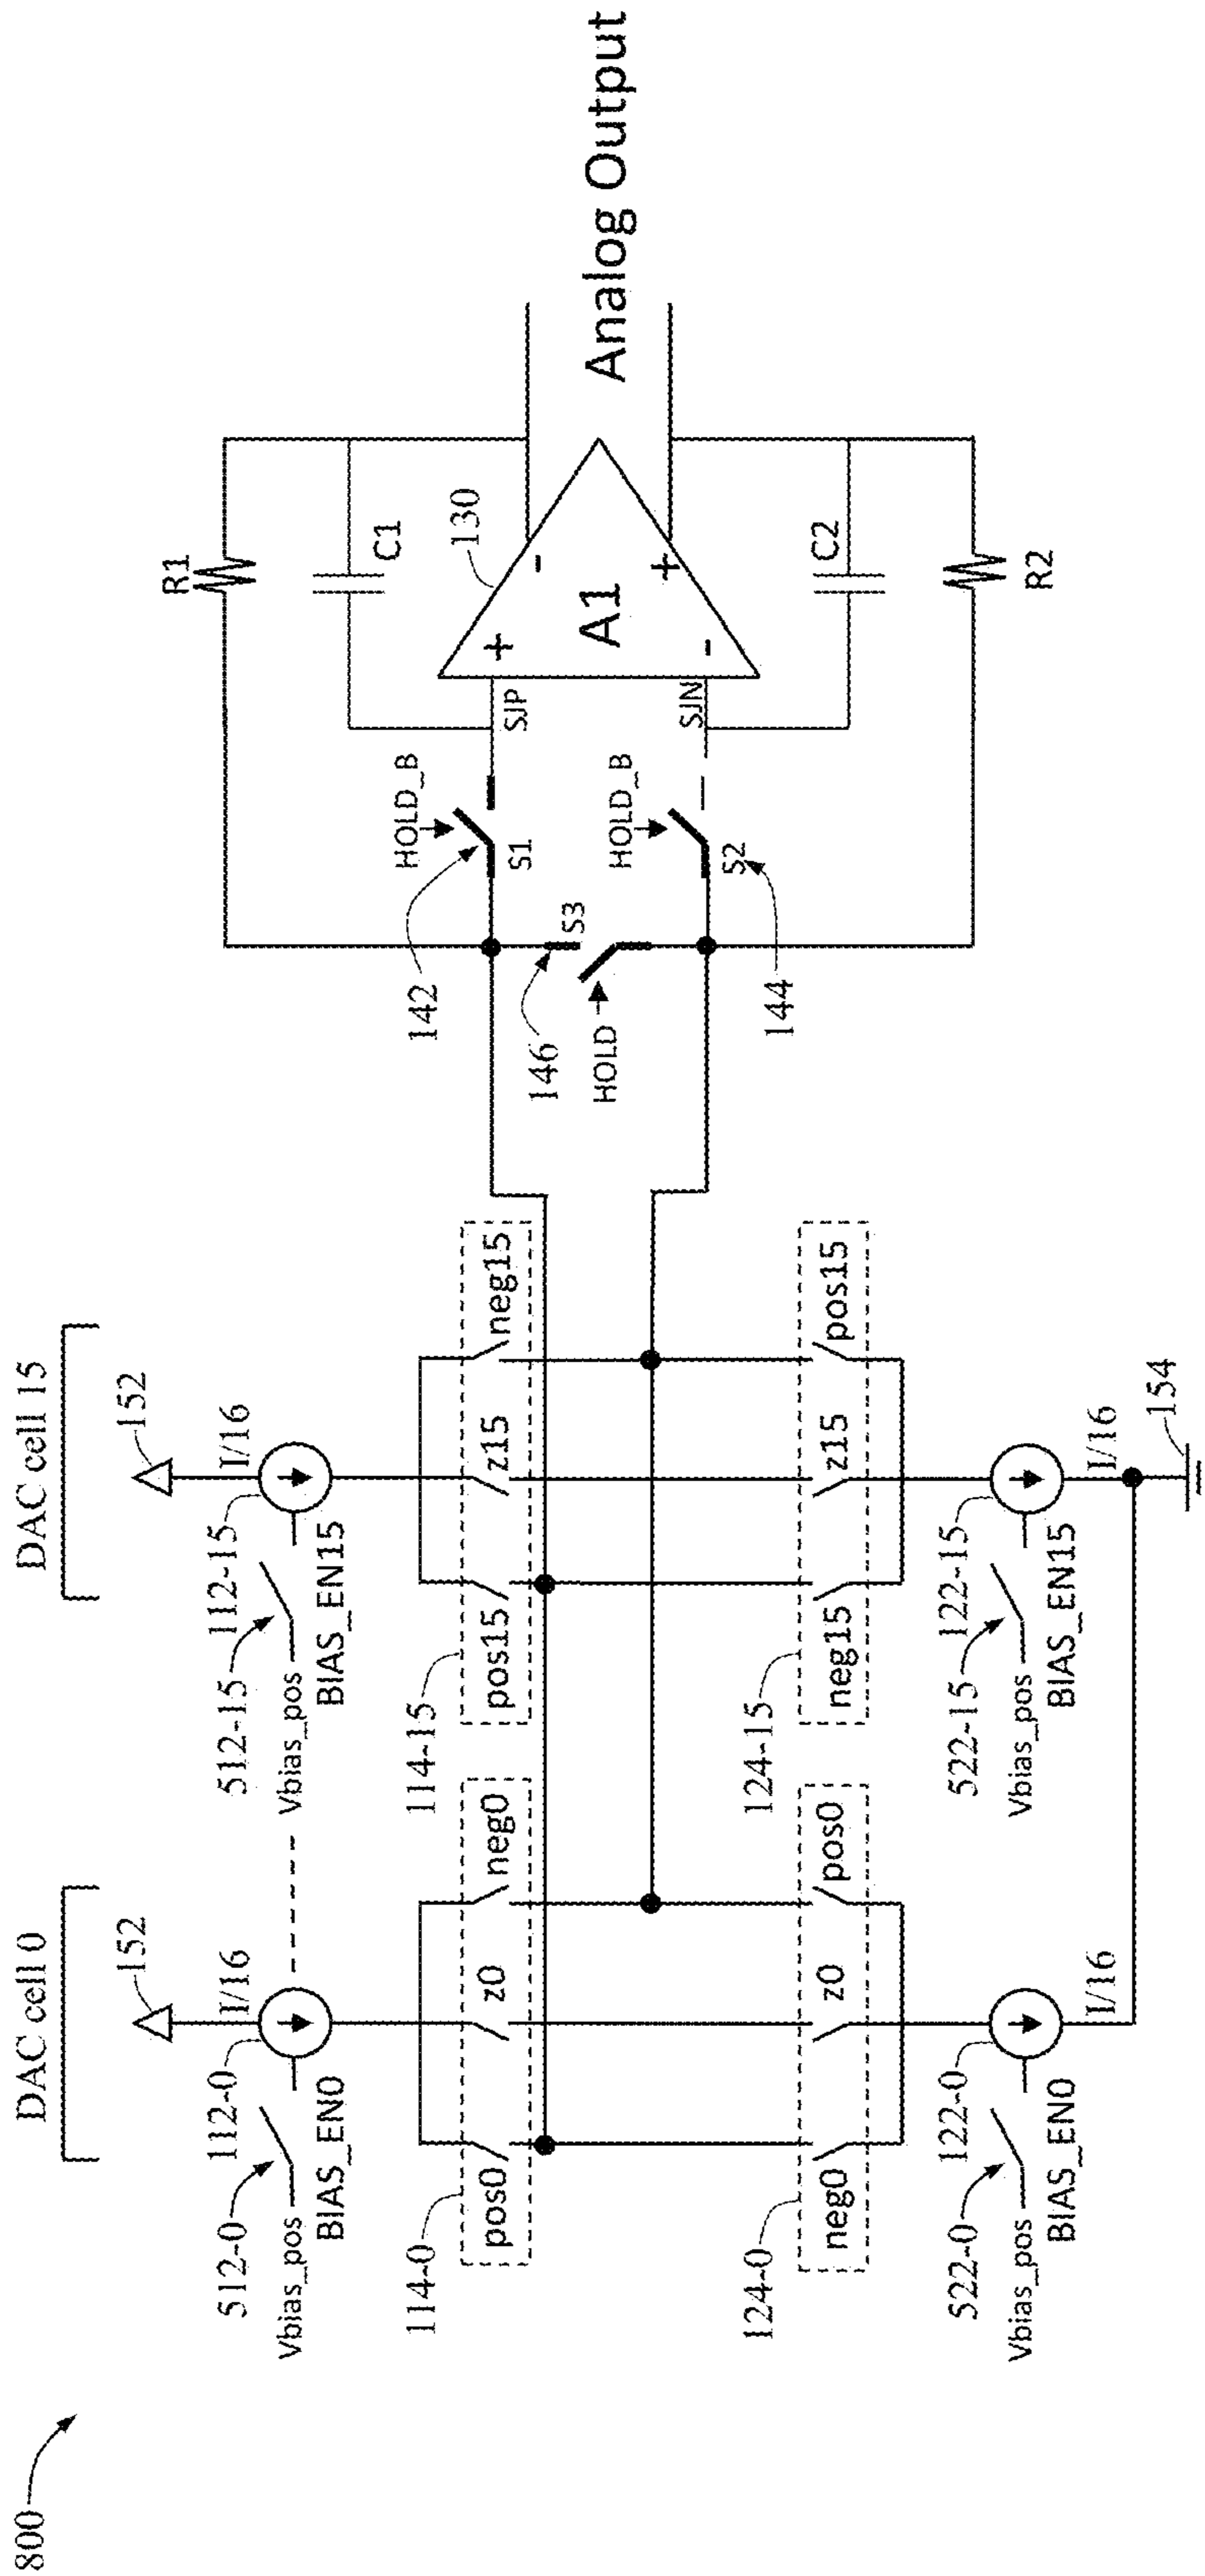 800
DAC cell 0
DAC cell 15
152
152
I/16
I/16
112-0
512-0
Vbias_pos
BIAS_EN0
112-15
512-15
Vbias_pos
BIAS_EN15
114-0
pos0
z0
neg0
114-15
pos15
z15
neg15
124-0
neg0
z0
pos0
124-15
neg15
z15
pos15
122-0
522-0
Vbias_pos
BIAS_EN0
I/16
122-15
522-15
Vbias_pos
BIAS_EN15
I/16
154
R1
C1
142
HOLD_B
S1
SJP
130
146
S3
HOLD
A1
+
-
-
+
Analog Output
HOLD_B
S2
SJN
144
C2
R2